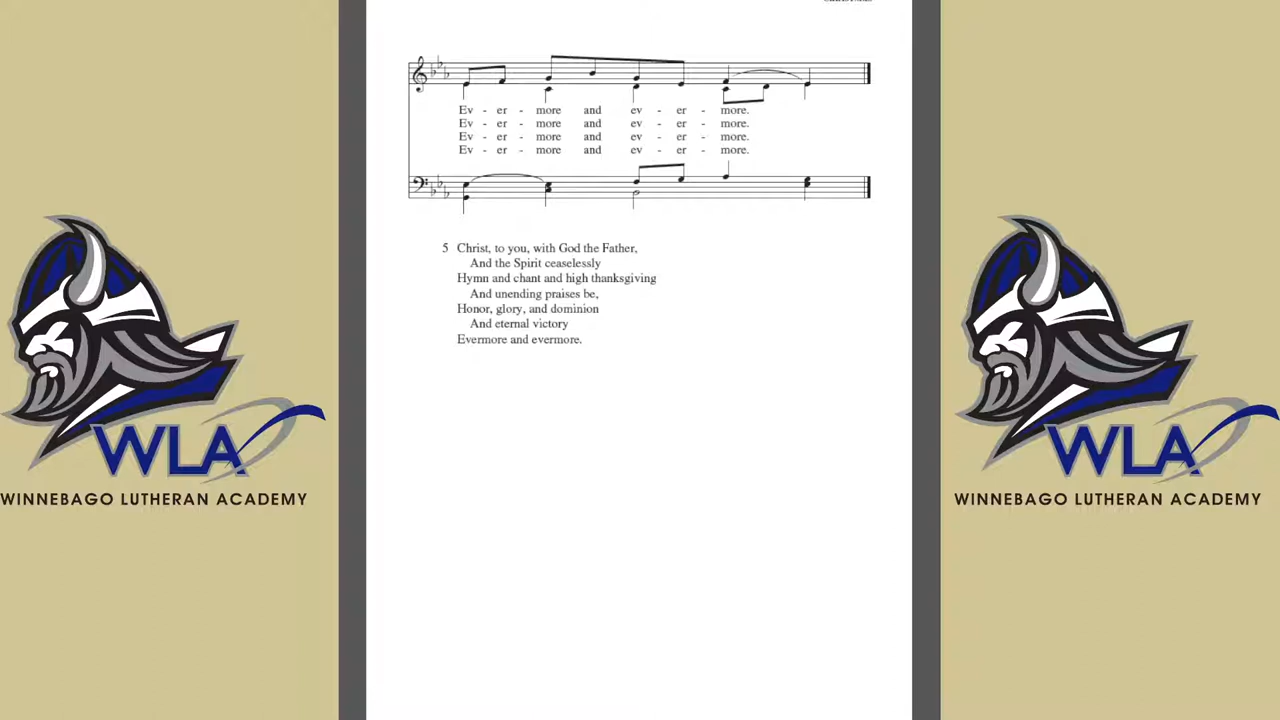 Ev - er - more and ev - er - more.
Ev - er - more and ev - er - more.
Ev - er - more and ev - er - more.
Ev - er - more and ev - er - more.
5 Christ, to you, with God the Father,
And the Spirit ceaselessly
Hymn and chant and high thanksgiving
And unending praises be,
Honor, glory, and dominion
And eternal victory
Evermore and evermore.
WLA
WINNEBAGO LUTHERAN ACADEMY
WLA
WINNEBAGO LUTHERAN ACADEMY